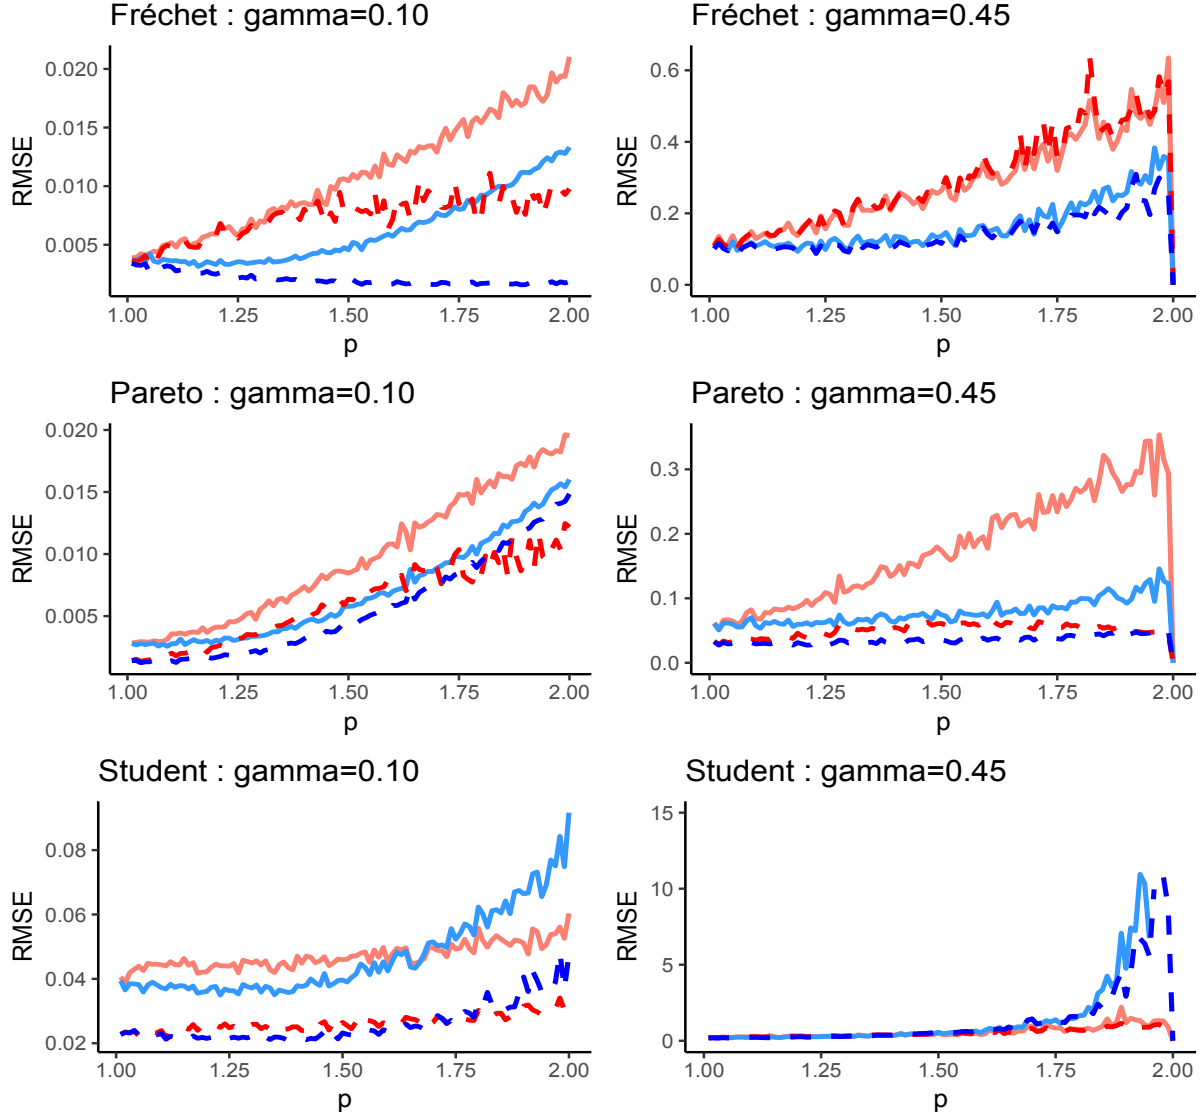 Fréchet : gamma=0.10
RMSE
0.020
0.015
0.010
0.005
1.00 1.25 1.50 1.75 2.00
p
Fréchet : gamma=0.45
RMSE
0.6
0.4
0.2
0.0
1.00 1.25 1.50 1.75 2.00
p
Pareto : gamma=0.10
RMSE
0.020
0.015
0.010
0.005
1.00 1.25 1.50 1.75 2.00
p
Pareto : gamma=0.45
RMSE
0.3
0.2
0.1
0.0
1.00 1.25 1.50 1.75 2.00
p
Student : gamma=0.10
RMSE
0.08
0.06
0.04
0.02
1.00 1.25 1.50 1.75 2.00
p
Student : gamma=0.45
RMSE
15
10
5
0
1.00 1.25 1.50 1.75 2.00
p